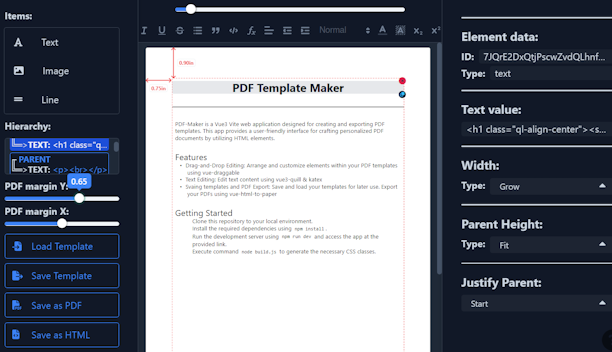 Items:
Text
Image
Line
Hierarchy:
=>TEXT: <h1 class="q...
PARENT
=>TEXT: <p><br></p>
PDF margin Y:
0.65
PDF margin X:
Load Template
Save Template
Save as PDF
Save as HTML
Normal
0.90in
0.75in
PDF Template Maker
PDF-Maker is a Vue3 Vite web application designed for creating and exporting PDF
templates. This app provides a user-friendly interface for crafting personalized PDF
documents by utilizing HTML elements.
Features
• Drag-and-Drop Editing: Arrange and customize elements within your PDF templates
using vue-draggable
• Text Editing: Edit text content using vue3-quill & katex
• Swaing templates and PDF Export: Save and load your templates for later use. Export
your PDFs using vue-html-to-paper
Getting Started
Clone this repository to your local environment.
Install the required dependencies using npm install.
Run the development server using npm run dev and access the app at the
provided link.
Execute command node build.js to generate the necessary CSS classes.
Element data:
ID: 7JQrE2DxQtjPscwZvdQLhnf...
Type: text
Text value:
<h1 class="ql-align-center"><s...
Width:
Type: Grow
Parent Height:
Type: Fit
Justify Parent:
Start